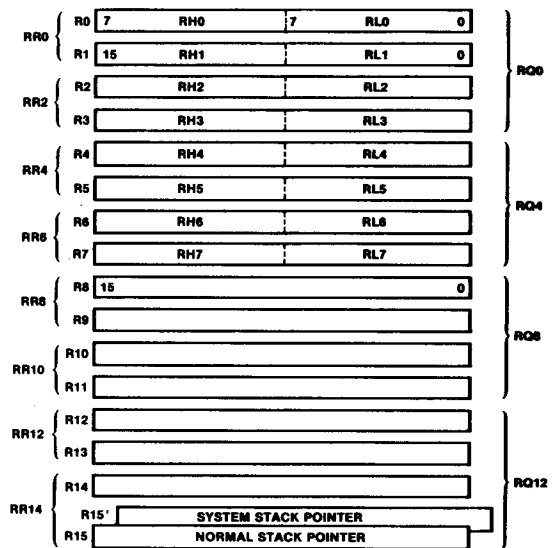 R0 7 RH0 7 RL0 0
RR0
R1 15 RH1 RL1 0
RQ0
R2 RH2 RL2
RR2
R3 RH3 RL3
R4 RH4 RL4
RR4
R5 RH5 RL5
RQ4
R6 RH6 RL6
RR6
R7 RH7 RL7
R8 15 0
RR8
R9
RQ8
R10
RR10
R11
R12
RR12
R13
RQ12
R14
RR14
R15' SYSTEM STACK POINTER
R15 NORMAL STACK POINTER